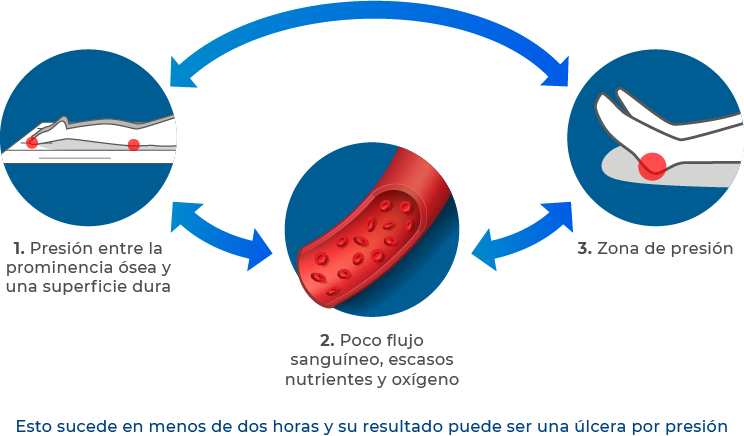 1. Presión entre la
prominencia ósea y
una superficie dura
2. Poco flujo
sanguíneo, escasos
nutrientes y oxígeno
3. Zona de presión
Esto sucede en menos de dos horas y su resultado puede ser una úlcera por presión